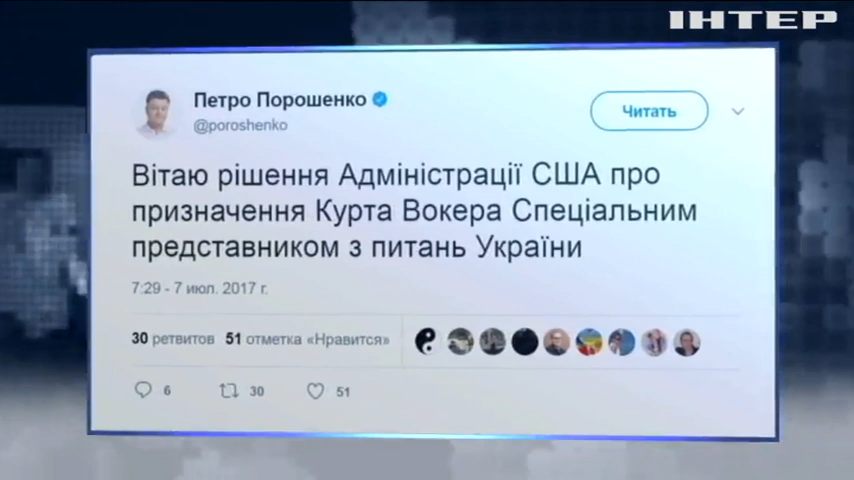 ІНТЕР
Петро Порошенко
@poroshenko
Читать
Вітаю рішення Адміністрації США про
призначення Курта Вокера Спеціальним
представником з питань України
7:29 - 7 июл. 2017 г.
30 ретвитов 51 отметка «Нравится»
6 30 51